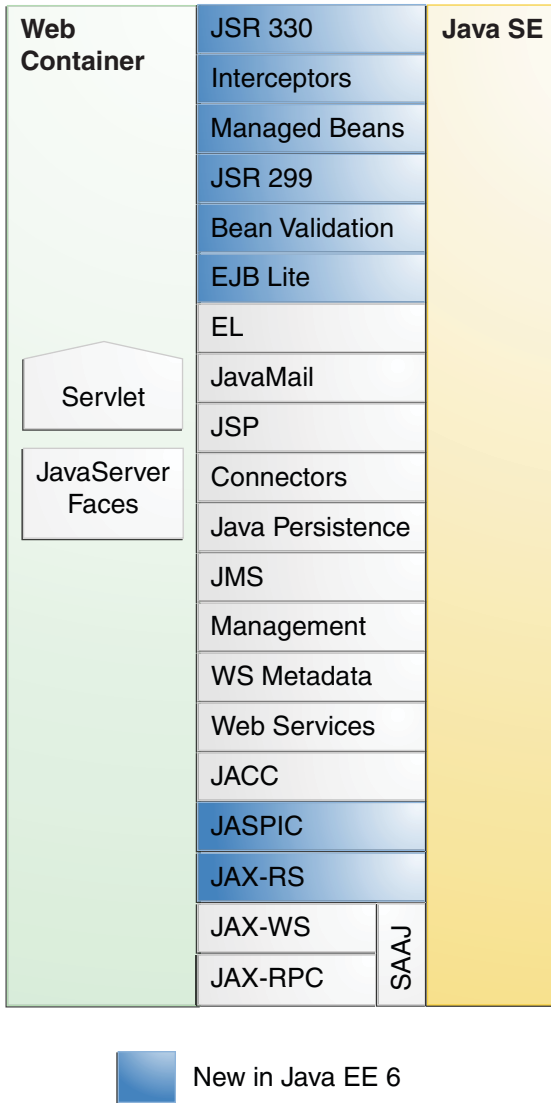 Web
Container
Servlet
JavaServer
Faces
JSR 330
Interceptors
Managed Beans
JSR 299
Bean Validation
EJB Lite
EL
JavaMail
JSP
Connectors
Java Persistence
JMS
Management
WS Metadata
Web Services
JACC
JASPIC
JAX-RS
JAX-WS
JAX-RPC
SAAJ
Java SE
New in Java EE 6